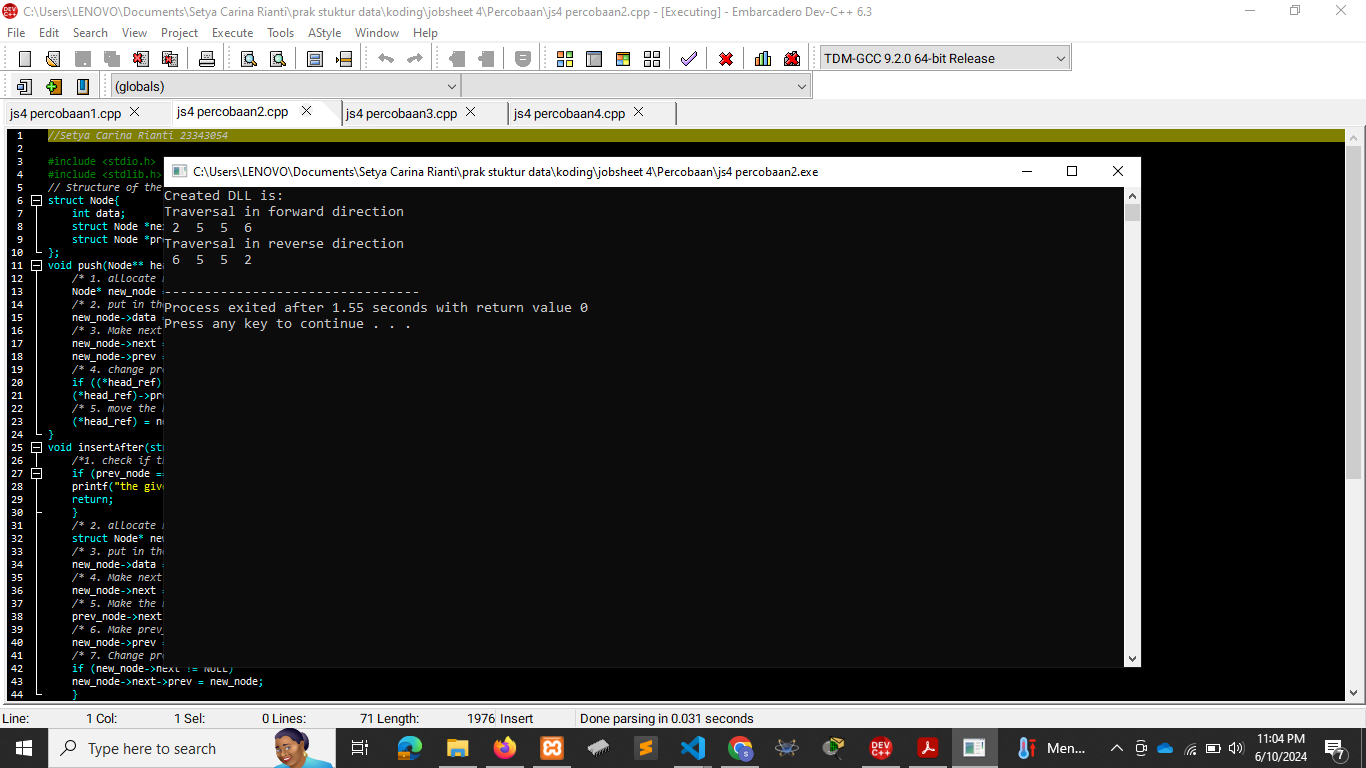 C:\Users\LENOVO\Documents\Setya Carina Rianti\prak stuktur data\koding\jobsheet 4\Percobaan\js4 percobaan2.cpp - [Executing] - Embarcadero Dev-C++ 6.3
File Edit Search View Project Execute Tools AStyle Window Help
TDM-GCC 9.2.0 64-bit Release
(globals)
js4 percobaan1.cpp js4 percobaan2.cpp js4 percobaan3.cpp js4 percobaan4.cpp
1 //Setya Carina Rianti 23343054
2
3 #include <stdio.h>
4 #include <stdlib.h>
5 // Structure of the
6 struct Node{
7 int data;
8 struct Node *ne
9 struct Node *pr
10 };
11 void push(Node** he
12 /* 1. allocate
13 Node* new_node
14 /* 2. put in th
15 new_node->data
16 /* 3. Make next
17 new_node->next
18 new_node->prev =
19 /* 4. change pr
20 if ((*head_ref)
21 (*head_ref)->pr
22 /* 5. move the
23 (*head_ref) = n
24 }
25 void insertAfter(st
26 /*1. check if t
27 if (prev_node =
28 printf("the giv
29 return;
30 }
31 /* 2. allocate
32 struct Node* ne
33 /* 3. put in th
34 new_node->data =
35 /* 4. Make next
36 new_node->next =
37 /* 5. Make the
38 prev_node->next
39 /* 6. Make prev_
40 new_node->prev =
41 /* 7. Change pr
42 if (new_node->next != NULL)
43 new_node->next->prev = new_node;
44 }
C:\Users\LENOVO\Documents\Setya Carina Rianti\prak stuktur data\koding\jobsheet 4\Percobaan\js4 percobaan2.exe
Created DLL is:
Traversal in forward direction
2 5 5 6
Traversal in reverse direction
6 5 5 2
--------------------------------
Process exited after 1.55 seconds with return value 0
Press any key to continue . . .
Line: 1 Col: 1 Sel: 0 Lines: 71 Length: 1976 Insert Done parsing in 0.031 seconds
Type here to search
DEV C++
Men...
11:04 PM
6/10/2024
7